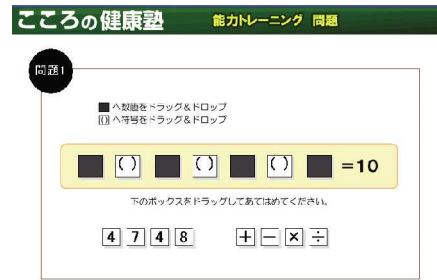 こころの健康塾 能力トレーニング 問題
問題1
■ へ数値をドラッグ&ドロップ
() へ符号をドラッグ&ドロップ
■ () ■ () ■ () ■ =10
下のボックスをドラッグしてあてはめてください。
4 7 4 8 + − × ÷